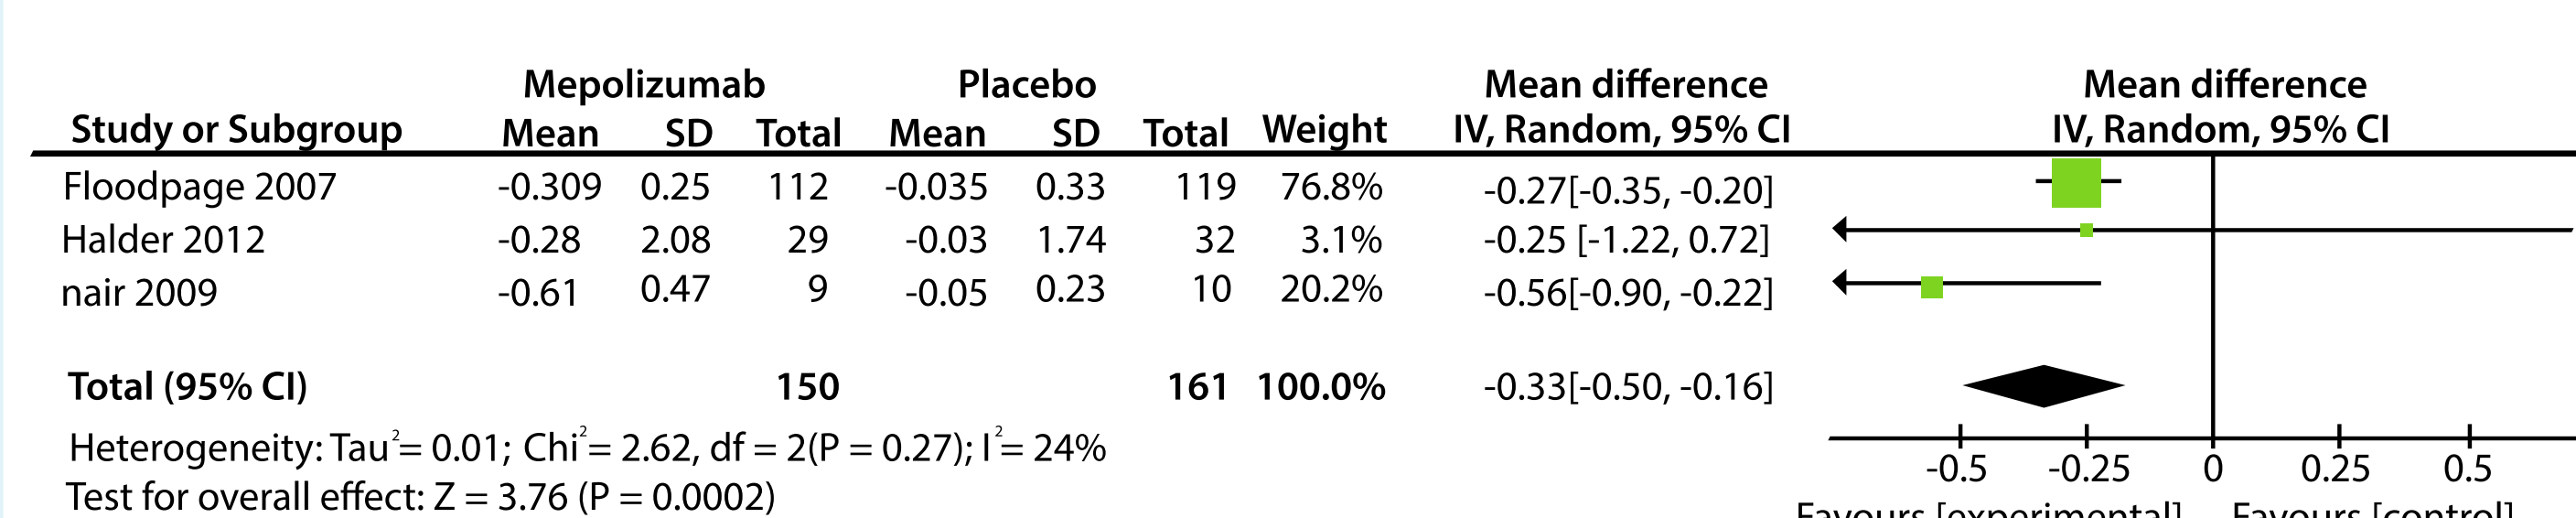 Mepolizumab Placebo Mean difference Mean difference
Study or Subgroup Mean SD Total Mean SD Total Weight IV, Random, 95% CI IV, Random, 95% CI
Floodpage 2007 -0.309 0.25 112 -0.035 0.33 119 76.8% -0.27[-0.35, -0.20]
Halder 2012 -0.28 2.08 29 -0.03 1.74 32 3.1% -0.25 [-1.22, 0.72]
nair 2009 -0.61 0.47 9 -0.05 0.23 10 20.2% -0.56[-0.90, -0.22]
Total (95% CI) 150 161 100.0% -0.33[-0.50, -0.16]
Heterogeneity: Tau²= 0.01; Chi²= 2.62, df = 2(P = 0.27); I²= 24%
Test for overall effect: Z = 3.76 (P = 0.0002)
-0.5 -0.25 0 0.25 0.5
Favours [experimental] Favours [control]